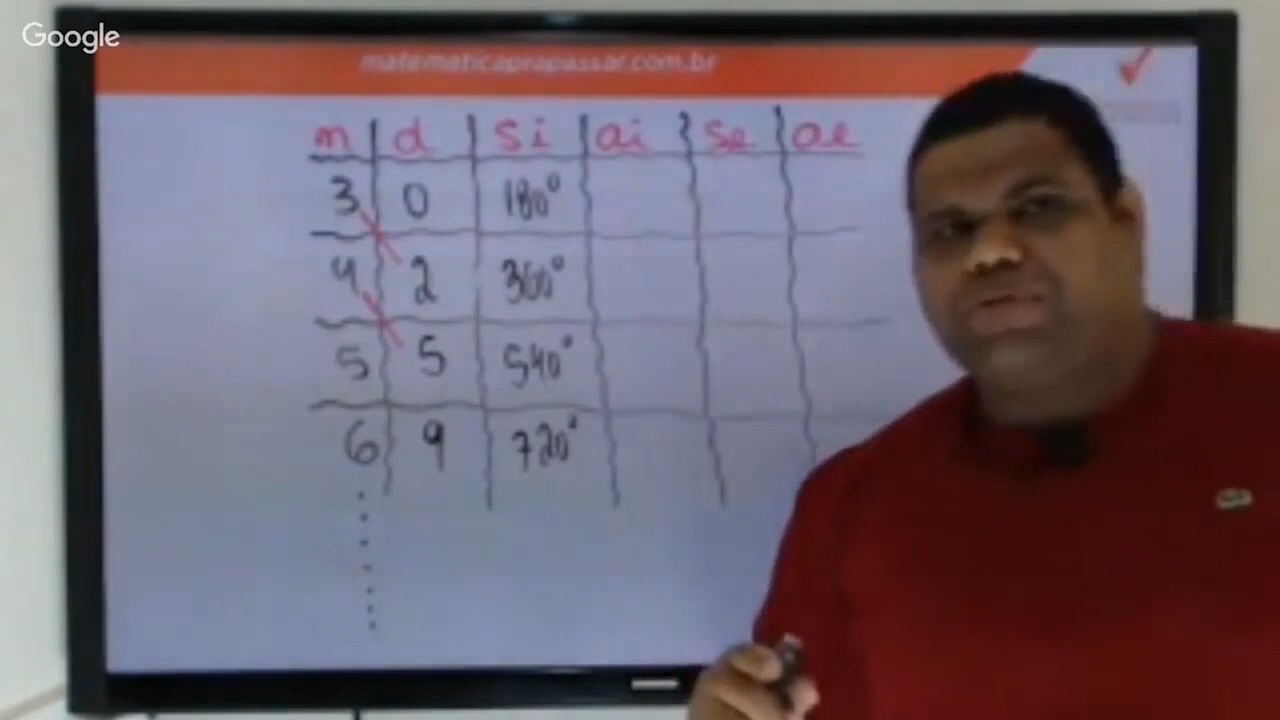 Google
matematicaprapassar.com.br
n d Si ai Se ae
3 0 180°
4 2 360°
5 5 540°
6 9 720°